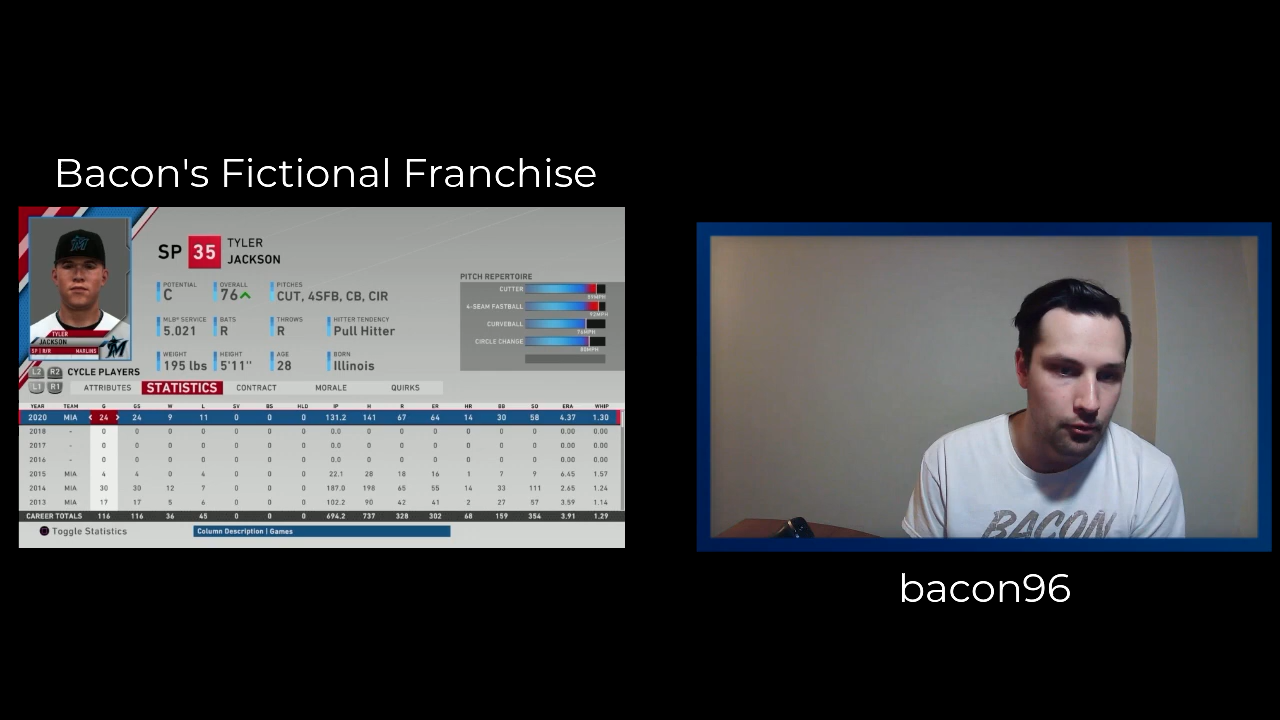 Bacon's Fictional Franchise
SP 35 TYLER JACKSON
POTENTIAL OVERALL PITCHES
C 76 CUT, 4SFB, CB, CIR
MLB® SERVICE BATS THROWS HITTER TENDENCY
5.021 R R Pull Hitter
WEIGHT HEIGHT AGE BORN
195 lbs 5'11" 28 Illinois
PITCH REPERTOIRE
CUTTER
89MPH
4-SEAM FASTBALL
92MPH
CURVEBALL
76MPH
CIRCLE CHANGE
80MPH
TYLER
JACKSON
SP | R/R MARLINS
L2 R2 CYCLE PLAYERS
L1 R1
ATTRIBUTES STATISTICS CONTRACT MORALE QUIRKS
YEAR TEAM G GS W L SV BS HLD IP H R ER HR BB SO ERA WHIP
2020 MIA 24 24 9 11 0 0 0 131.2 141 67 64 14 30 58 4.37 1.30
2018 - 0 0 0 0 0 0 0 0.0 0 0 0 0 0 0 0.00 0.00
2017 - 0 0 0 0 0 0 0 0.0 0 0 0 0 0 0 0.00 0.00
2016 - 0 0 0 0 0 0 0 0.0 0 0 0 0 0 0 0.00 0.00
2015 MIA 4 4 0 4 0 0 0 22.1 28 18 16 1 7 9 6.45 1.57
2014 MIA 30 30 12 7 0 0 0 187.0 198 65 55 14 33 111 2.65 1.24
2013 MIA 17 17 5 6 0 0 0 102.2 90 42 41 2 27 57 3.59 1.14
CAREER TOTALS 116 116 36 45 0 0 0 694.2 737 328 302 68 159 354 3.91 1.29
Toggle Statistics Column Description | Games
BACON
bacon96